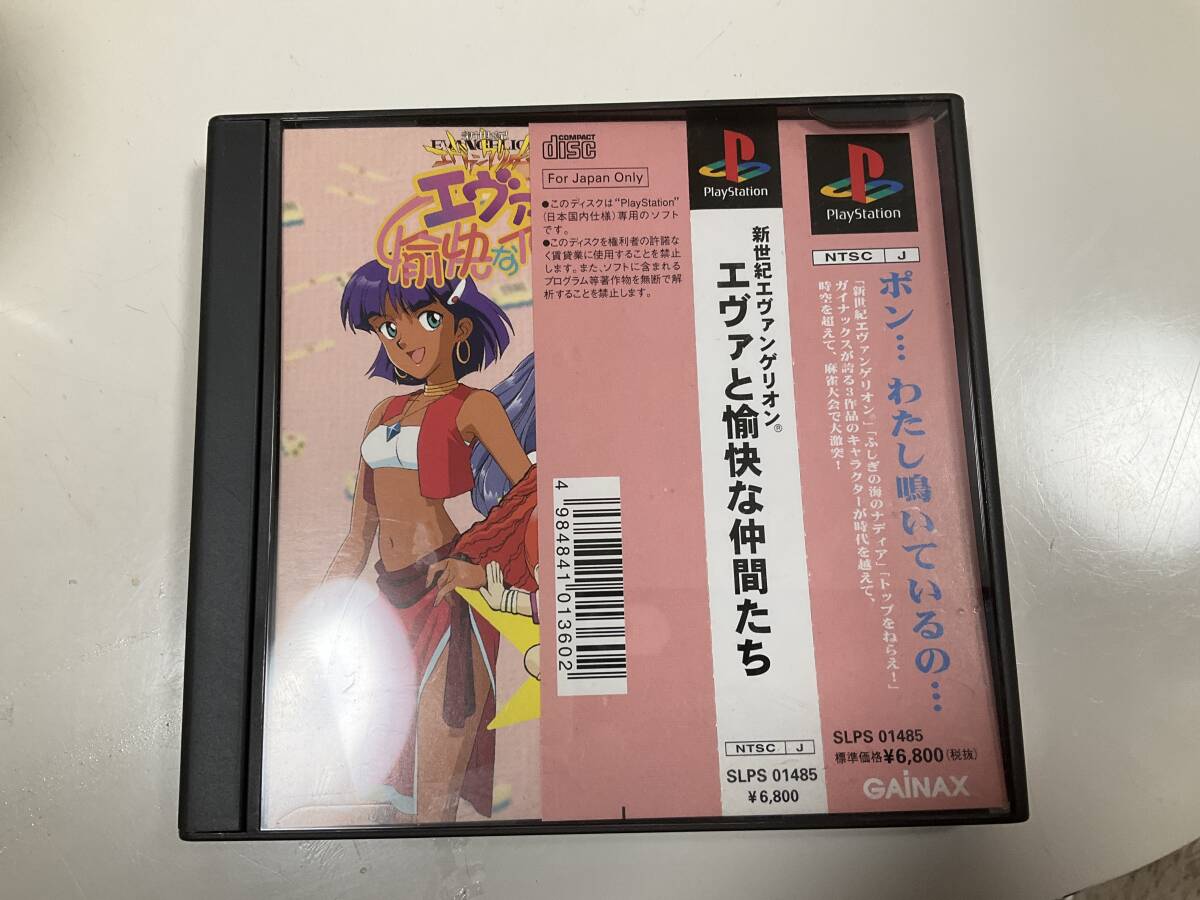 新世紀
EVANGELIO
エヴァ
愉快な
COMPACT
disc
For Japan Only
●このディスクは“PlayStation”
(日本国内仕様)専用のソフト
です。
●このディスクを権利者の許諾な
く賃貸業に使用することを禁止
します。また、ソフトに含まれる
プログラム等著作物を無断で解
析することを禁止します。
4 984841 013602
PlayStation
新世紀エヴァンゲリオン®
エヴァと愉快な仲間たち
NTSC J
SLPS 01485
¥6,800
PlayStation
NTSC J
ポン… わたし鳴いているの…
「新世紀エヴァンゲリオン」「ふしぎの海のナディア」「トップをねらえ!」
ガイナックスが誇る3作品のキャラクターが時代を越えて、
時空を超えて、麻雀大会で大激突!
SLPS 01485
標準価格¥6,800(税抜)
GAiNAX